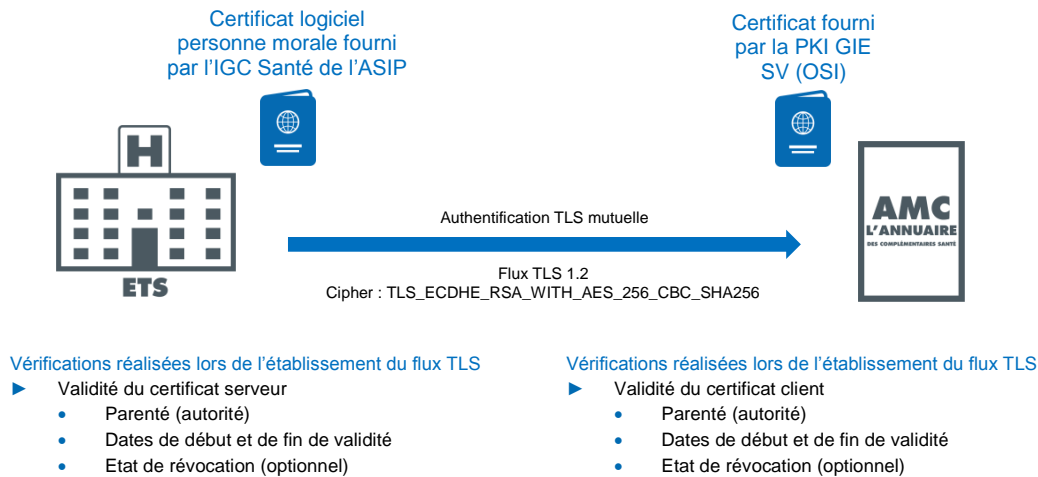 Certificat logiciel
personne morale fourni
par l'IGC Santé de l'ASIP
Certificat fourni
par la PKI GIE
SV (OSI)
H
ETS
Authentification TLS mutuelle
Flux TLS 1.2
Cipher : TLS_ECDHE_RSA_WITH_AES_256_CBC_SHA256
AMC
L'ANNUAIRE
DES COMPLÉMENTAIRES SANTÉ
Vérifications réalisées lors de l'établissement du flux TLS
► Validité du certificat serveur
• Parenté (autorité)
• Dates de début et de fin de validité
• Etat de révocation (optionnel)
Vérifications réalisées lors de l'établissement du flux TLS
► Validité du certificat client
• Parenté (autorité)
• Dates de début et de fin de validité
• Etat de révocation (optionnel)